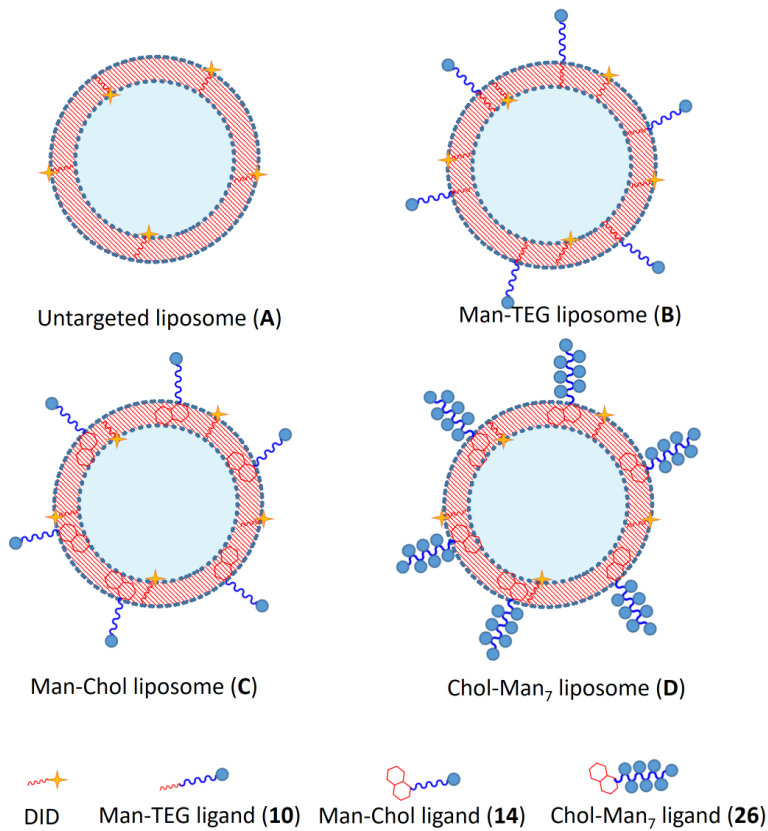 Untargeted liposome (A)
Man-TEG liposome (B)
Man-Chol liposome (C)
Chol-Man₇ liposome (D)
DID
Man-TEG ligand (10)
Man-Chol ligand (14)
Chol-Man₇ ligand (26)